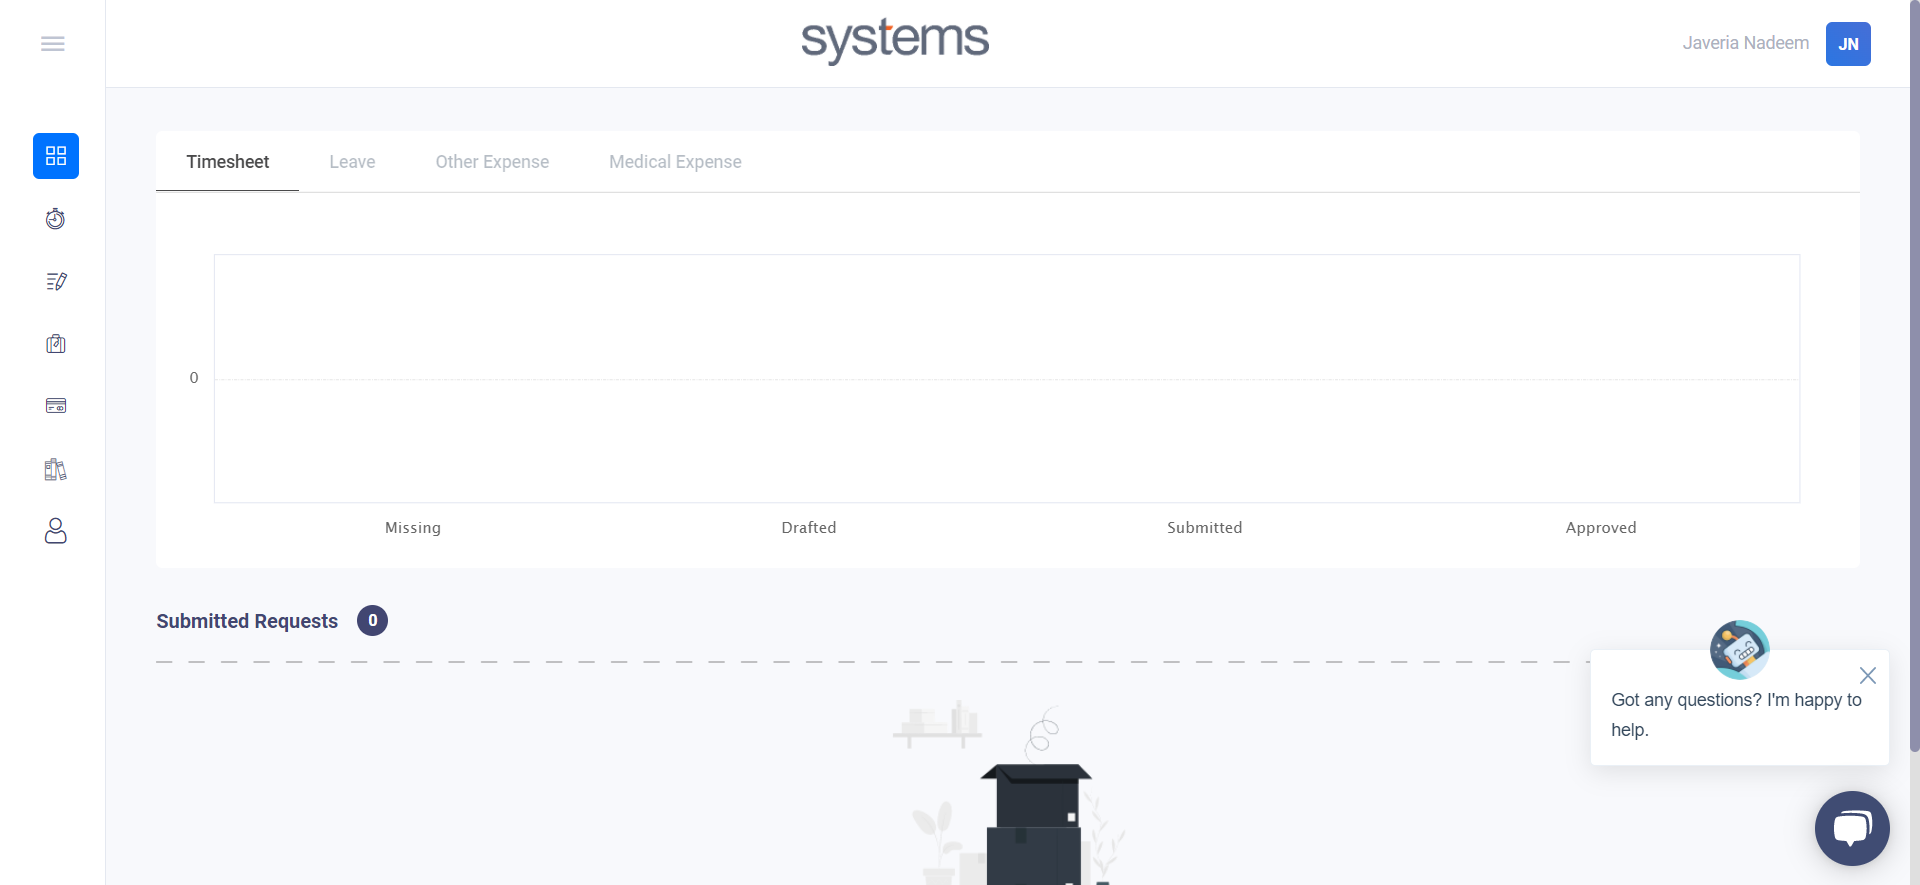 systems
Javeria Nadeem
JN
Timesheet
Leave
Other Expense
Medical Expense
0
Missing
Drafted
Submitted
Approved
Submitted Requests
0
Got any questions? I'm happy to
help.